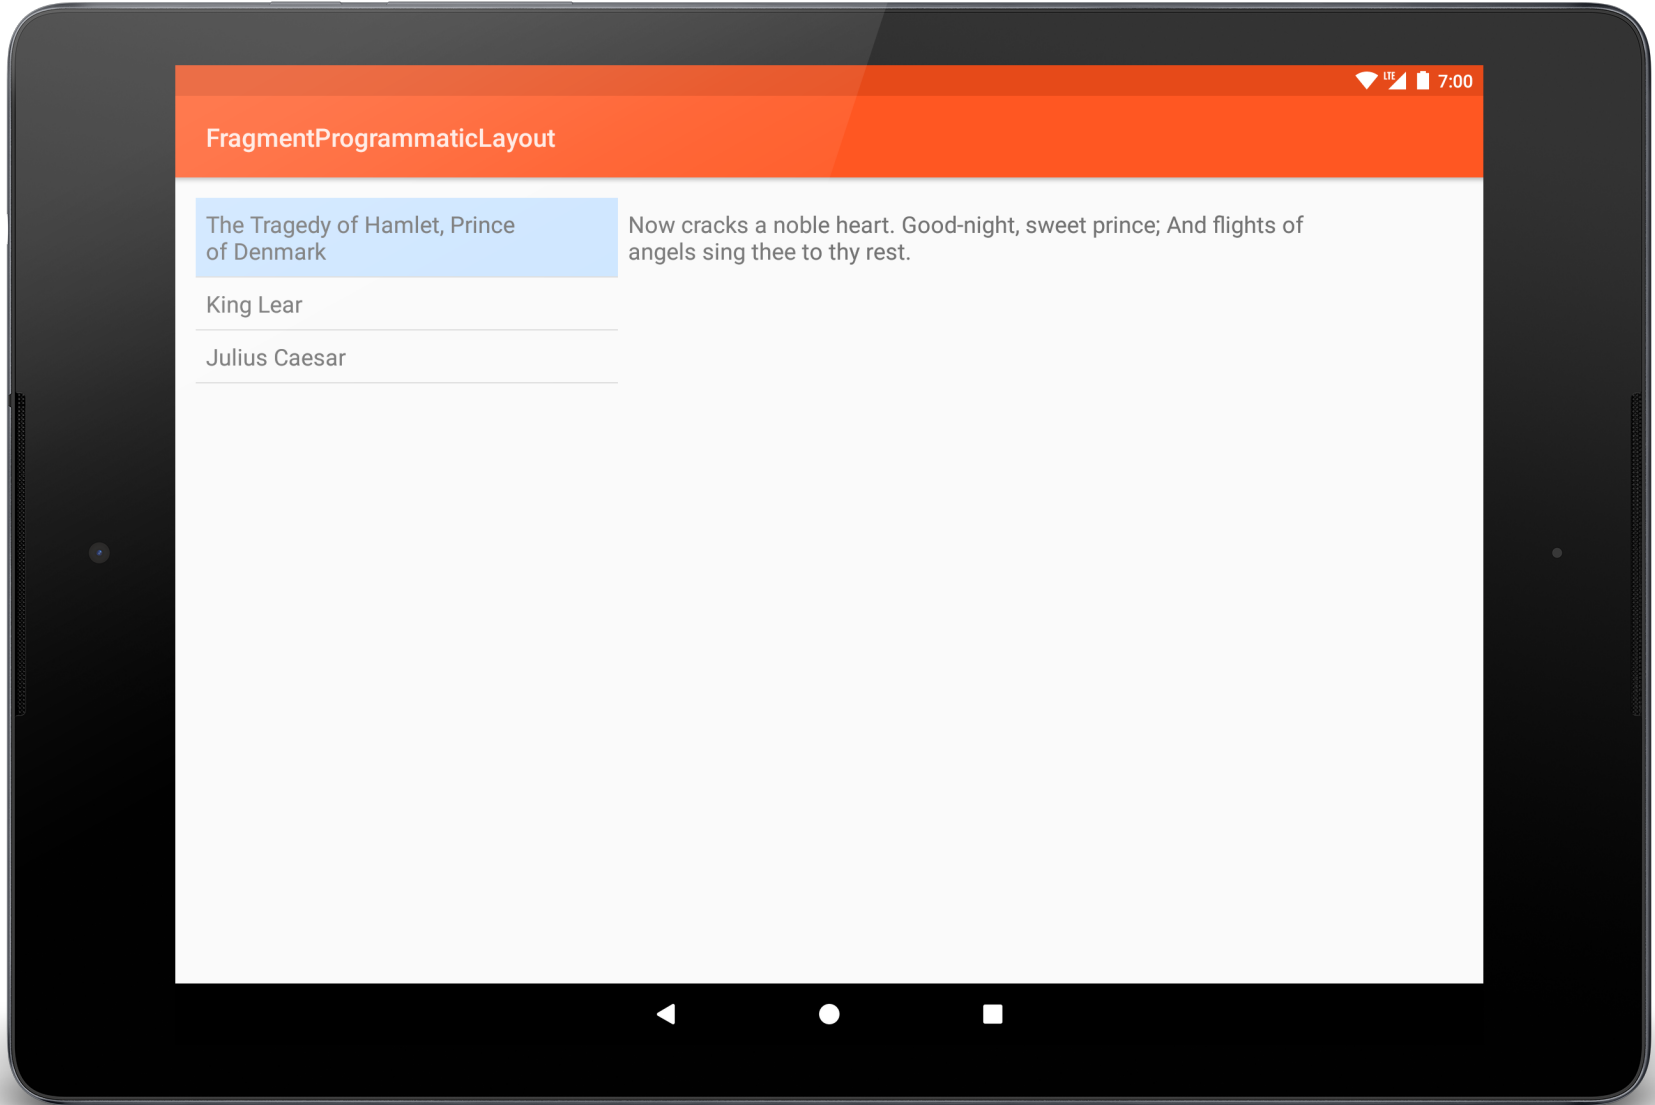 LTE 7:00
FragmentProgrammaticLayout
The Tragedy of Hamlet, Prince
of Denmark
King Lear
Julius Caesar
Now cracks a noble heart. Good-night, sweet prince; And flights of
angels sing thee to thy rest.